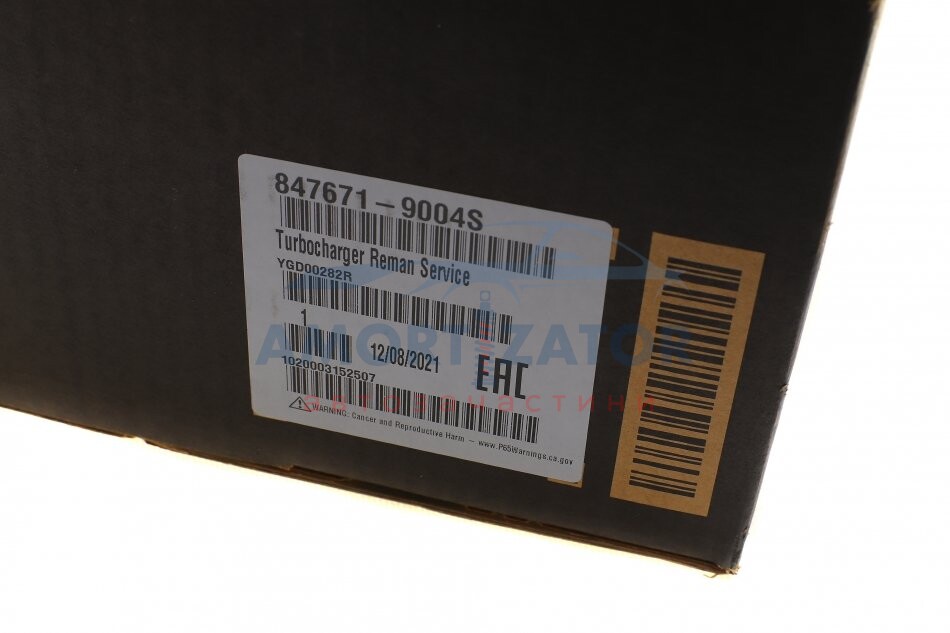 847671-9004S
Turbocharger Reman Service
YGD00282R
1
12/08/2021
EAC
1020003152507
WARNING: Cancer and Reproductive Harm - www.P65Warnings.ca.gov
AMORTIZATOR
автозапчастини